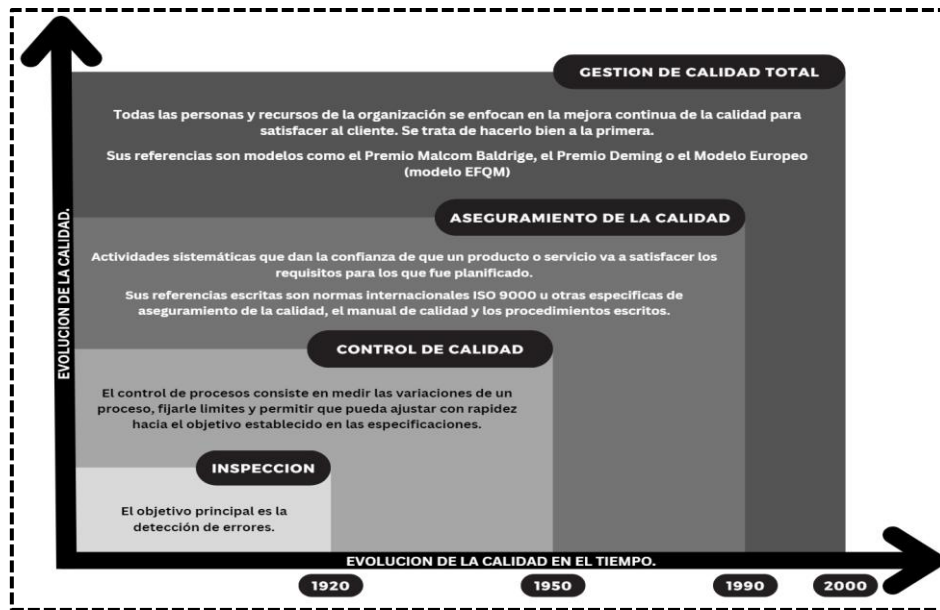 GESTION DE CALIDAD TOTAL
Todas las personas y recursos de la organización se enfocan en la mejora continua de la calidad para
satisfacer al cliente. Se trata de hacerlo bien a la primera.
Sus referencias son modelos como el Premio Malcom Baldrige, el Premio Deming o el Modelo Europeo
(modelo EFQM)
ASEGURAMIENTO DE LA CALIDAD
Actividades sistemáticas que dan la confianza de que un producto o servicio va a satisfacer los
requisitos para los que fue planificado.
Sus referencias escritas son normas internacionales ISO 9000 u otras especificas de
aseguramiento de la calidad, el manual de calidad y los procedimientos escritos.
CONTROL DE CALIDAD
El control de procesos consiste en medir las variaciones de un
proceso, fijarle limites y permitir que pueda ajustar con rapidez
hacia el objetivo establecido en las especificaciones.
INSPECCION
El objetivo principal es la
detección de errores.
EVOLUCION DE LA CALIDAD.
EVOLUCION DE LA CALIDAD EN EL TIEMPO.
1920
1950
1990
2000